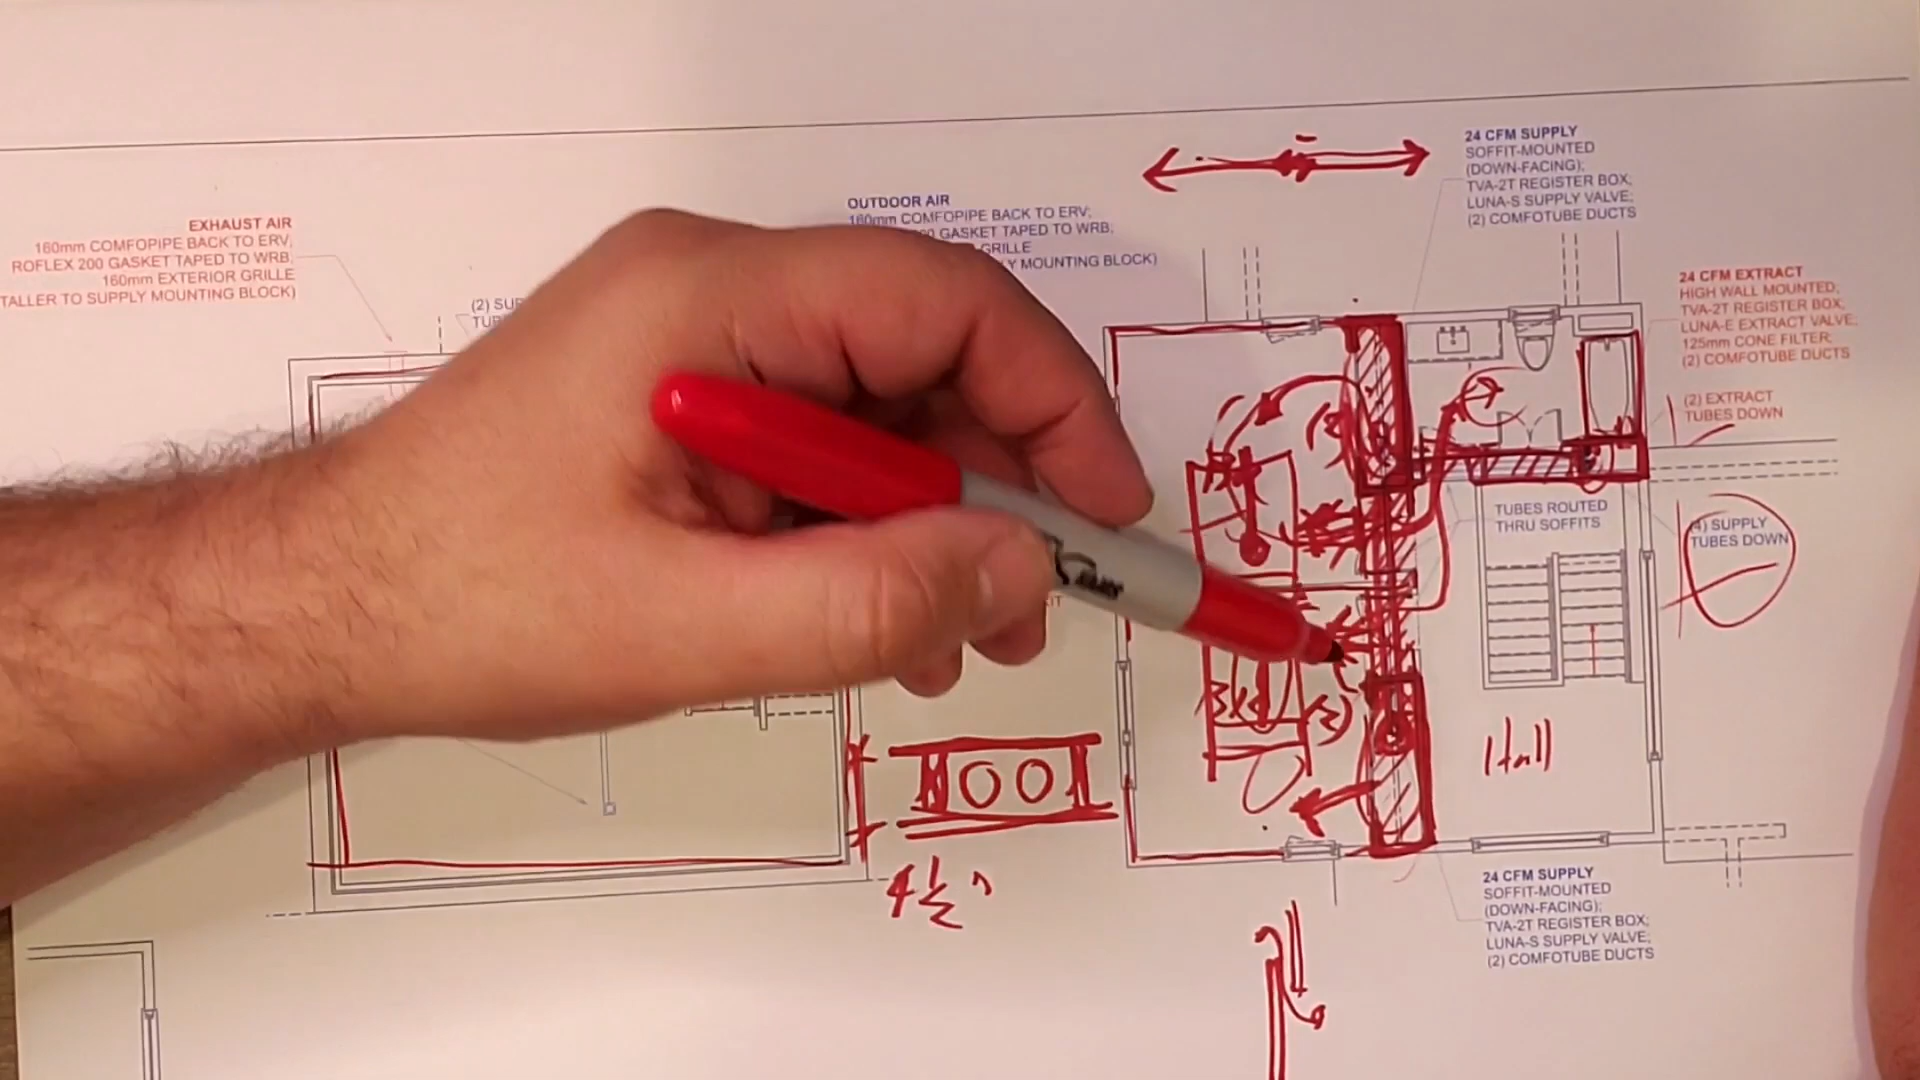 EXHAUST AIR
160mm COMFOPIPE BACK TO ERV;
ROFLEX 200 GASKET TAPED TO WRB;
160mm EXTERIOR GRILLE
TALLER TO SUPPLY MOUNTING BLOCK)
(2) SUP
OUTDOOR AIR
160mm COMFOPIPE BACK TO ERV;
GASKET TAPED TO WRB;
GRILLE
Y MOUNTING BLOCK)
24 CFM SUPPLY
SOFFIT-MOUNTED
(DOWN-FACING);
TVA-2T REGISTER BOX;
LUNA-S SUPPLY VALVE;
(2) COMFOTUBE DUCTS
24 CFM EXTRACT
HIGH WALL MOUNTED;
TVA-2T REGISTER BOX;
LUNA-E EXTRACT VALVE;
125mm CONE FILTER;
(2) COMFOTUBE DUCTS
(2) EXTRACT
TUBES DOWN
TUBES ROUTED
THRU SOFFITS
(4) SUPPLY
TUBES DOWN
Hall
4 1/2"
24 CFM SUPPLY
SOFFIT-MOUNTED
(DOWN-FACING);
TVA-2T REGISTER BOX;
LUNA-S SUPPLY VALVE;
(2) COMFOTUBE DUCTS